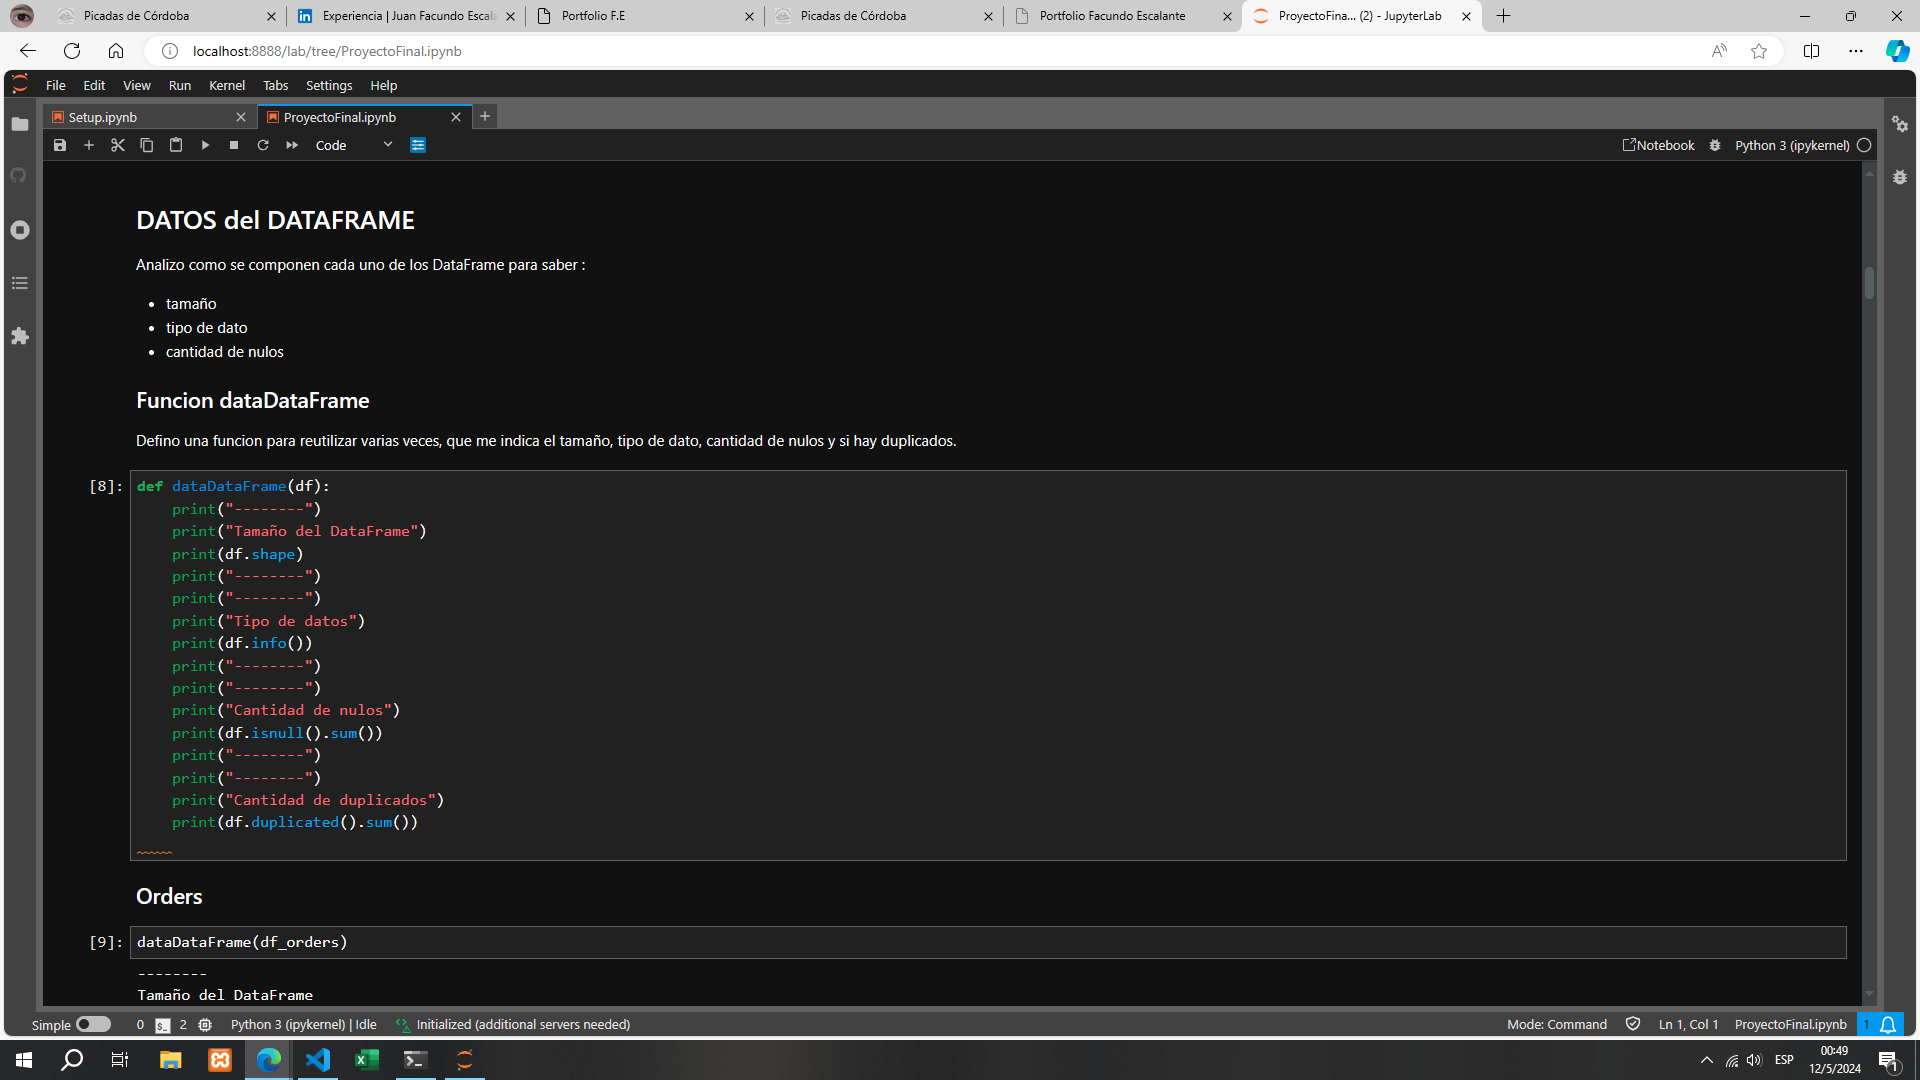 Picadas de Córdoba
Experiencia | Juan Facundo Escala
Portfolio F.E
Picadas de Córdoba
Portfolio Facundo Escalante
ProyectoFina... (2) - JupyterLab
localhost:8888/lab/tree/ProyectoFinal.ipynb
File Edit View Run Kernel Tabs Settings Help
Setup.ipynb
ProyectoFinal.ipynb
Code
Notebook
Python 3 (ipykernel)
DATOS del DATAFRAME
Analizo como se componen cada uno de los DataFrame para saber :
• tamaño
• tipo de dato
• cantidad de nulos
Funcion dataDataFrame
Defino una funcion para reutilizar varias veces, que me indica el tamaño, tipo de dato, cantidad de nulos y si hay duplicados.
[8]: def dataDataFrame(df):
    print("--------")
    print("Tamaño del DataFrame")
    print(df.shape)
    print("--------")
    print("--------")
    print("Tipo de datos")
    print(df.info())
    print("--------")
    print("--------")
    print("Cantidad de nulos")
    print(df.isnull().sum())
    print("--------")
    print("--------")
    print("Cantidad de duplicados")
    print(df.duplicated().sum())
Orders
[9]: dataDataFrame(df_orders)
--------
Tamaño del DataFrame
Simple 0 $_ 2 Python 3 (ipykernel) | Idle Initialized (additional servers needed) Mode: Command Ln 1, Col 1 ProyectoFinal.ipynb 1
ESP
00:49
12/5/2024
1